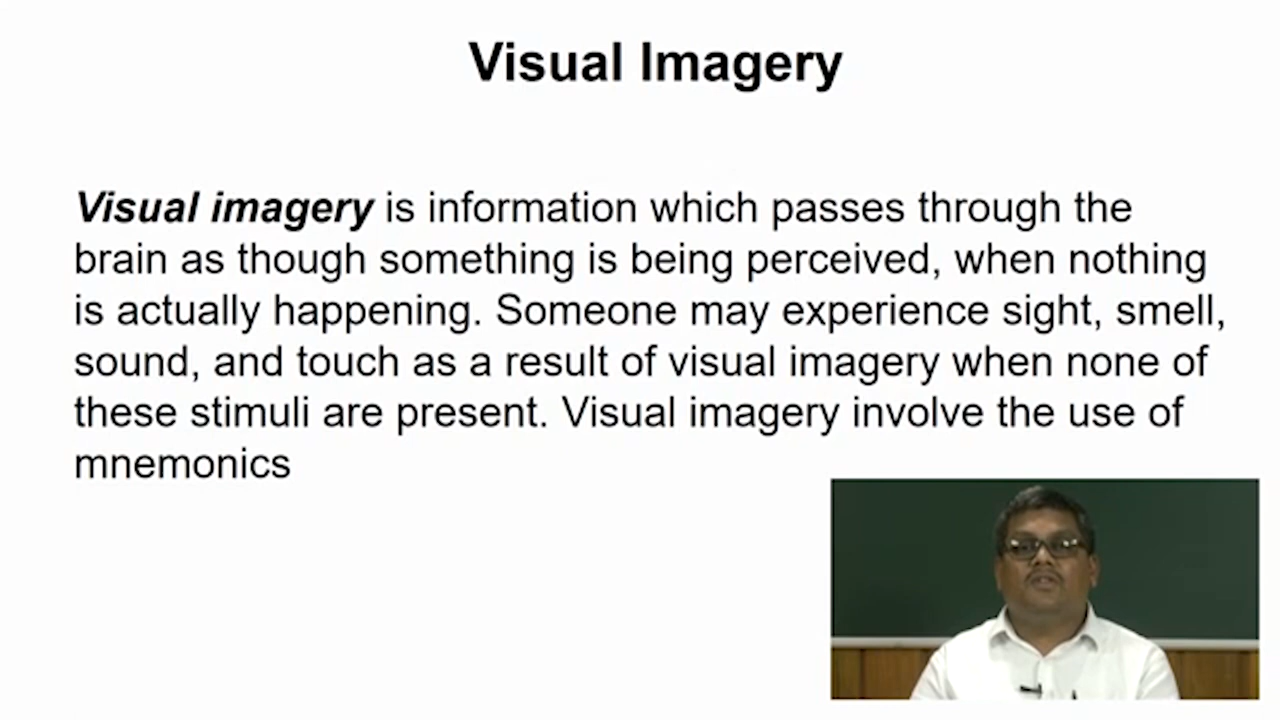 Visual Imagery
Visual imagery is information which passes through the
brain as though something is being perceived, when nothing
is actually happening. Someone may experience sight, smell,
sound, and touch as a result of visual imagery when none of
these stimuli are present. Visual imagery involve the use of
mnemonics